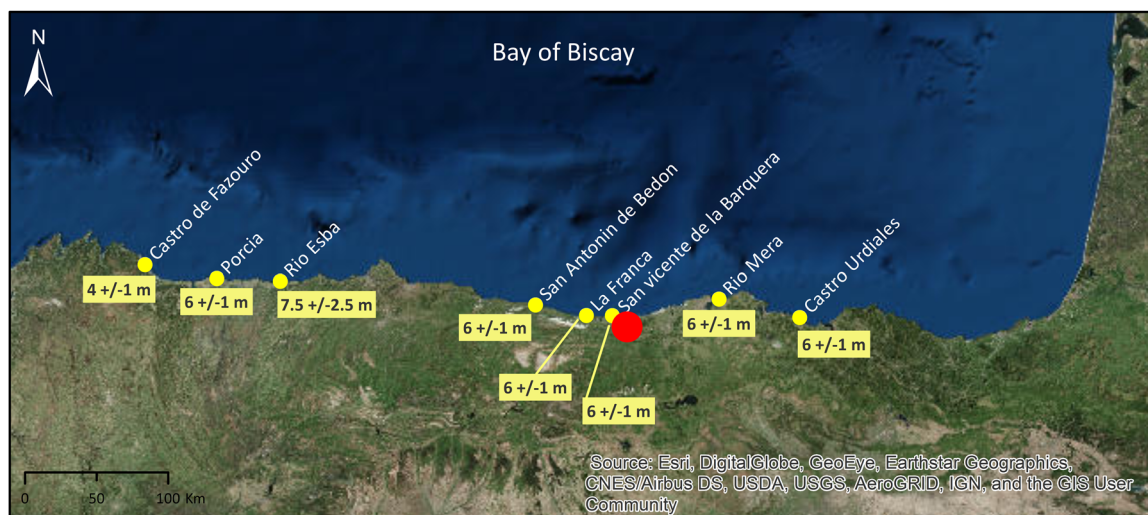 N
Bay of Biscay
Castro de Fazouro
Porcia
Rio Esba
San Antonin de Bedon
La Franca
San vicente de la Barquera
Rio Mera
Castro Urdiales
4 +/-1 m
6 +/-1 m
7.5 +/-2.5 m
6 +/-1 m
6 +/-1 m
6 +/-1 m
6 +/-1 m
6 +/-1 m
0 50 100 Km
Source: Esri, DigitalGlobe, GeoEye, Earthstar Geographics,
CNES/Airbus DS, USDA, USGS, AeroGRID, IGN, and the GIS User
Community